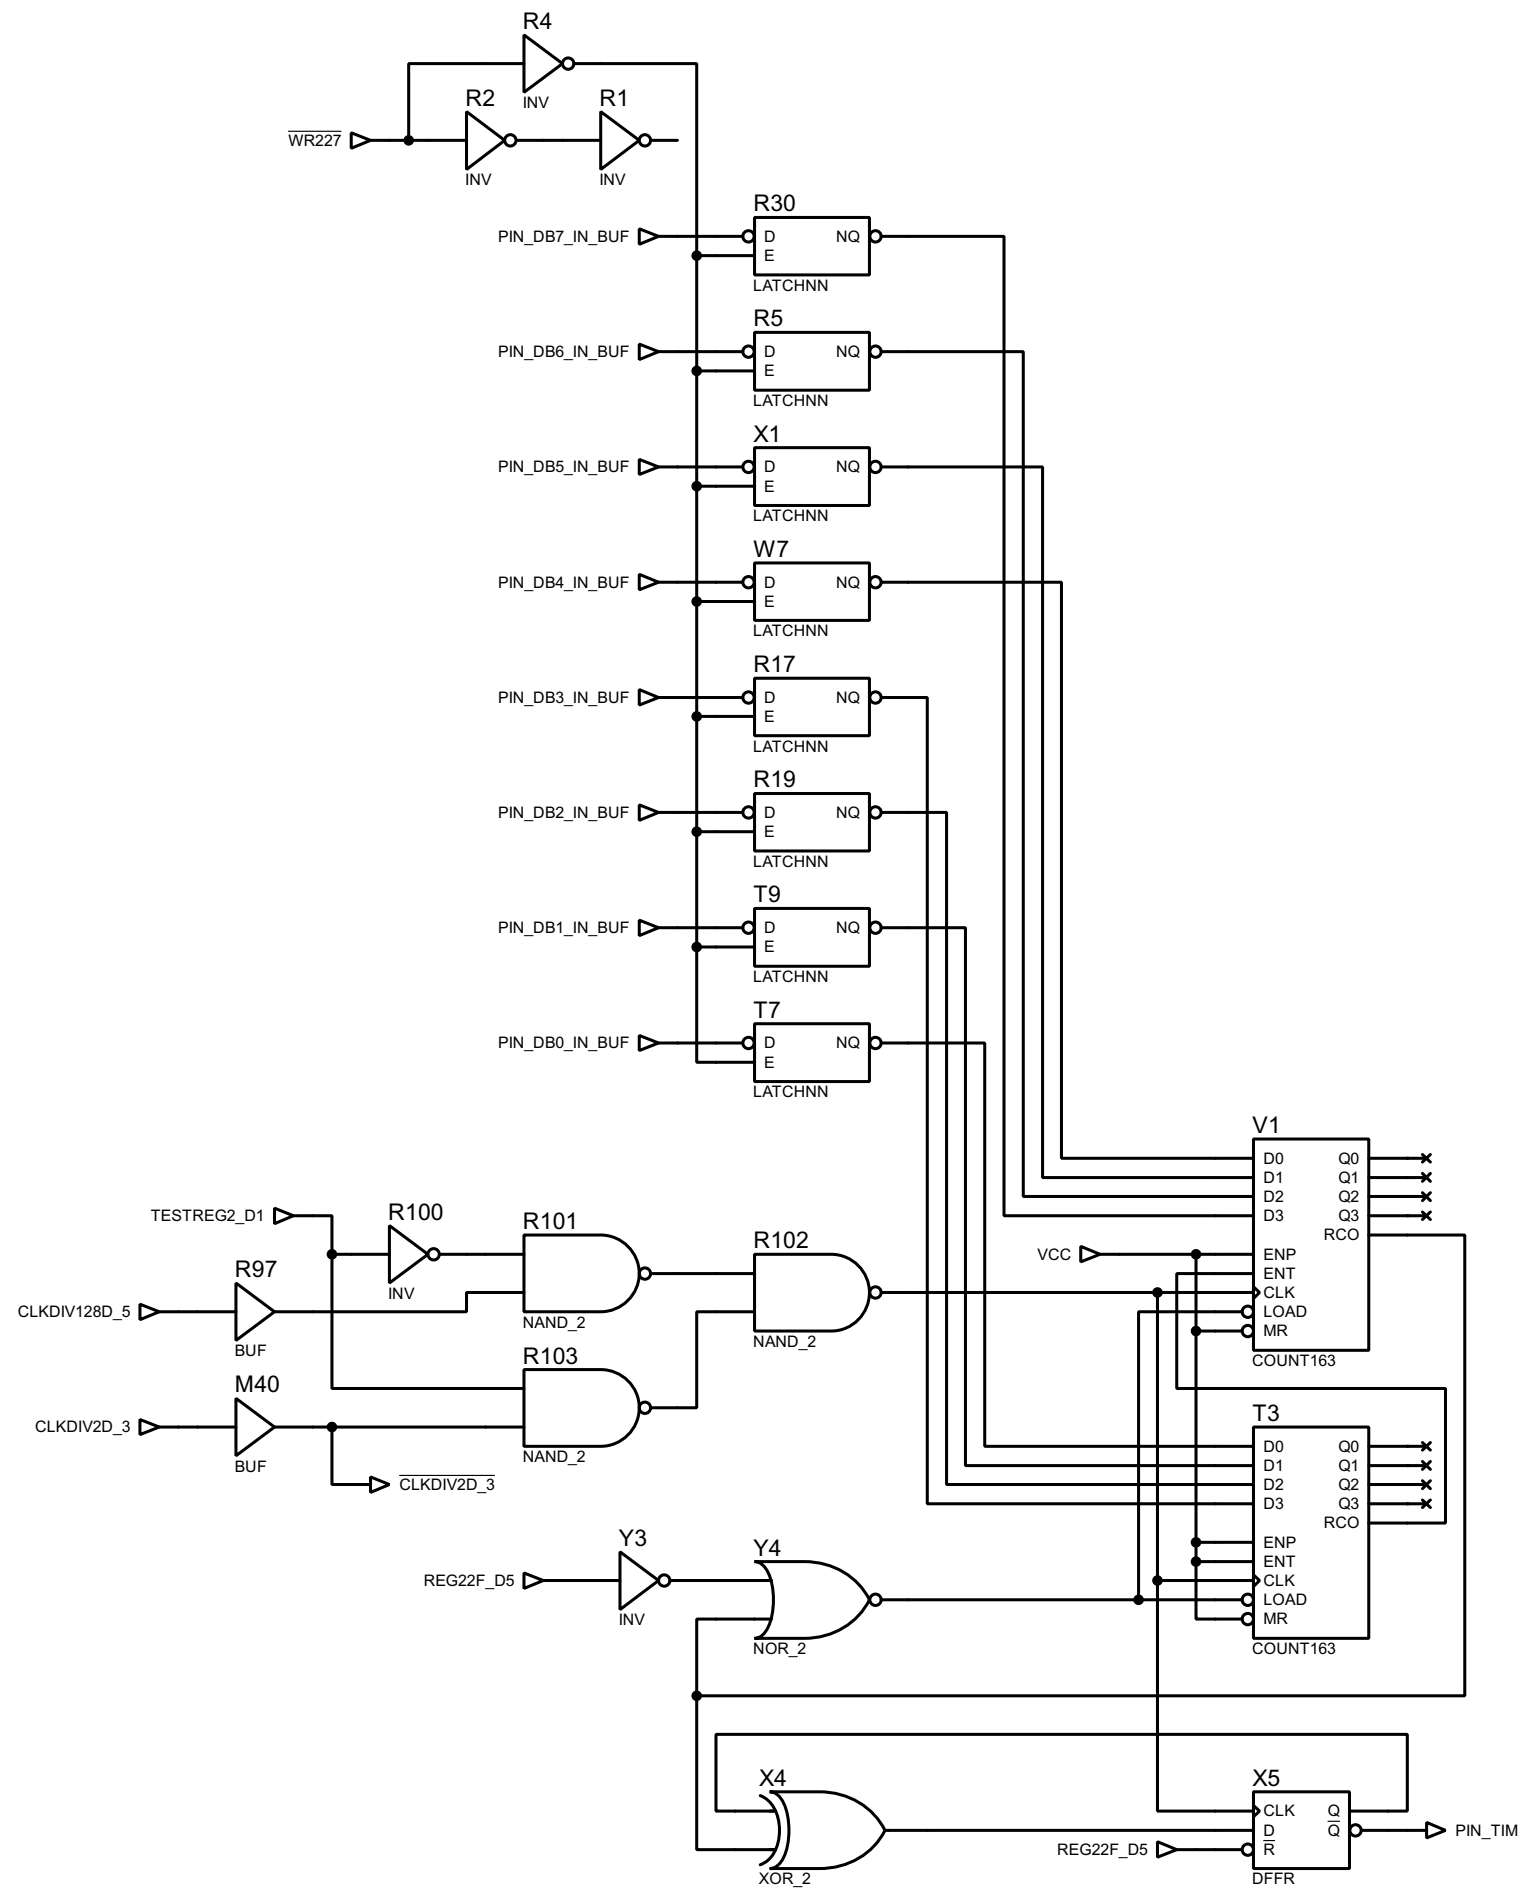 R4
INV
R2
R1
WR227
INV
INV
R30
PIN_DB7_IN_BUF
D
NQ
E
LATCHNN
R5
PIN_DB6_IN_BUF
D
NQ
E
LATCHNN
X1
PIN_DB5_IN_BUF
D
NQ
E
LATCHNN
W7
PIN_DB4_IN_BUF
D
NQ
E
LATCHNN
R17
PIN_DB3_IN_BUF
D
NQ
E
LATCHNN
R19
PIN_DB2_IN_BUF
D
NQ
E
LATCHNN
T9
PIN_DB1_IN_BUF
D
NQ
E
LATCHNN
T7
PIN_DB0_IN_BUF
D
NQ
E
LATCHNN
V1
D0
Q0
D1
Q1
D2
Q2
D3
Q3
RCO
VCC
ENP
ENT
CLK
LOAD
MR
COUNT163
TESTREG2_D1
R100
INV
R101
NAND_2
R102
NAND_2
R97
CLKDIV128D_5
BUF
R103
NAND_2
M40
CLKDIV2D_3
BUF
CLKDIV2D_3
T3
D0
Q0
D1
Q1
D2
Q2
D3
Q3
RCO
ENP
ENT
CLK
LOAD
MR
COUNT163
Y3
REG22F_D5
INV
Y4
NOR_2
X4
XOR_2
X5
CLK
Q
D
Q
R
REG22F_D5
DFFR
PIN_TIM